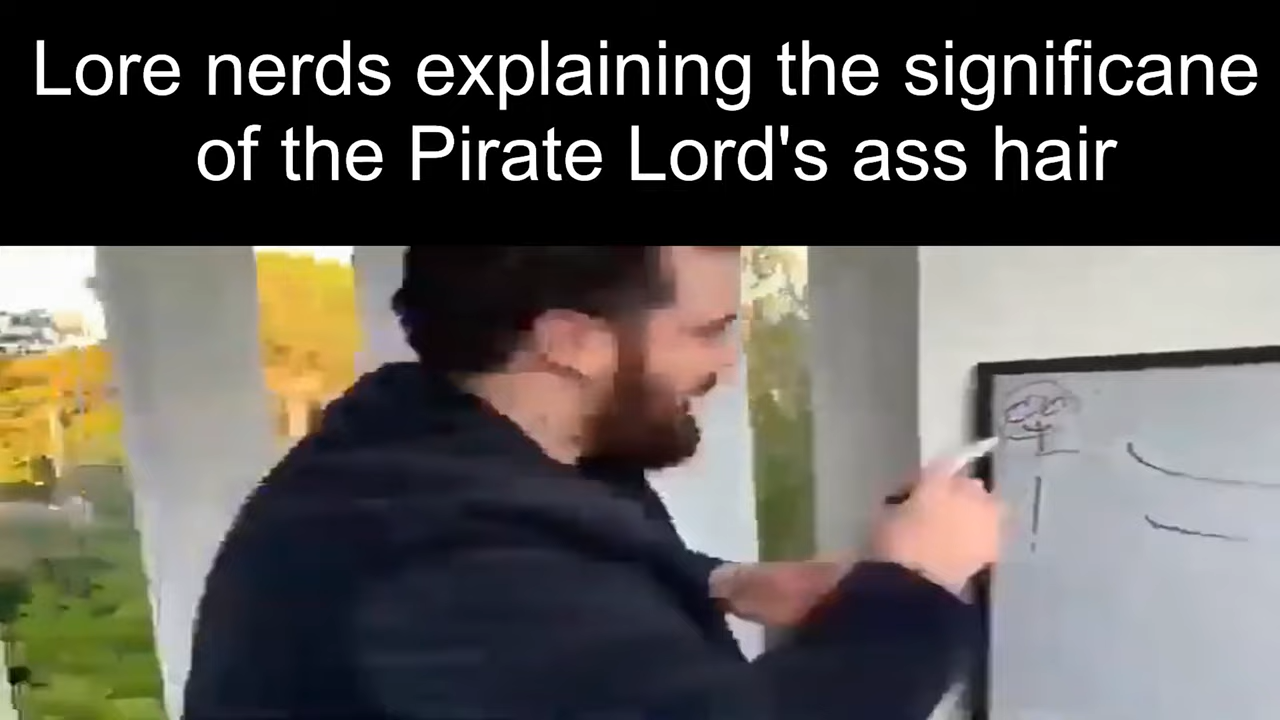 Lore nerds explaining the significane
of the Pirate Lord's ass hair